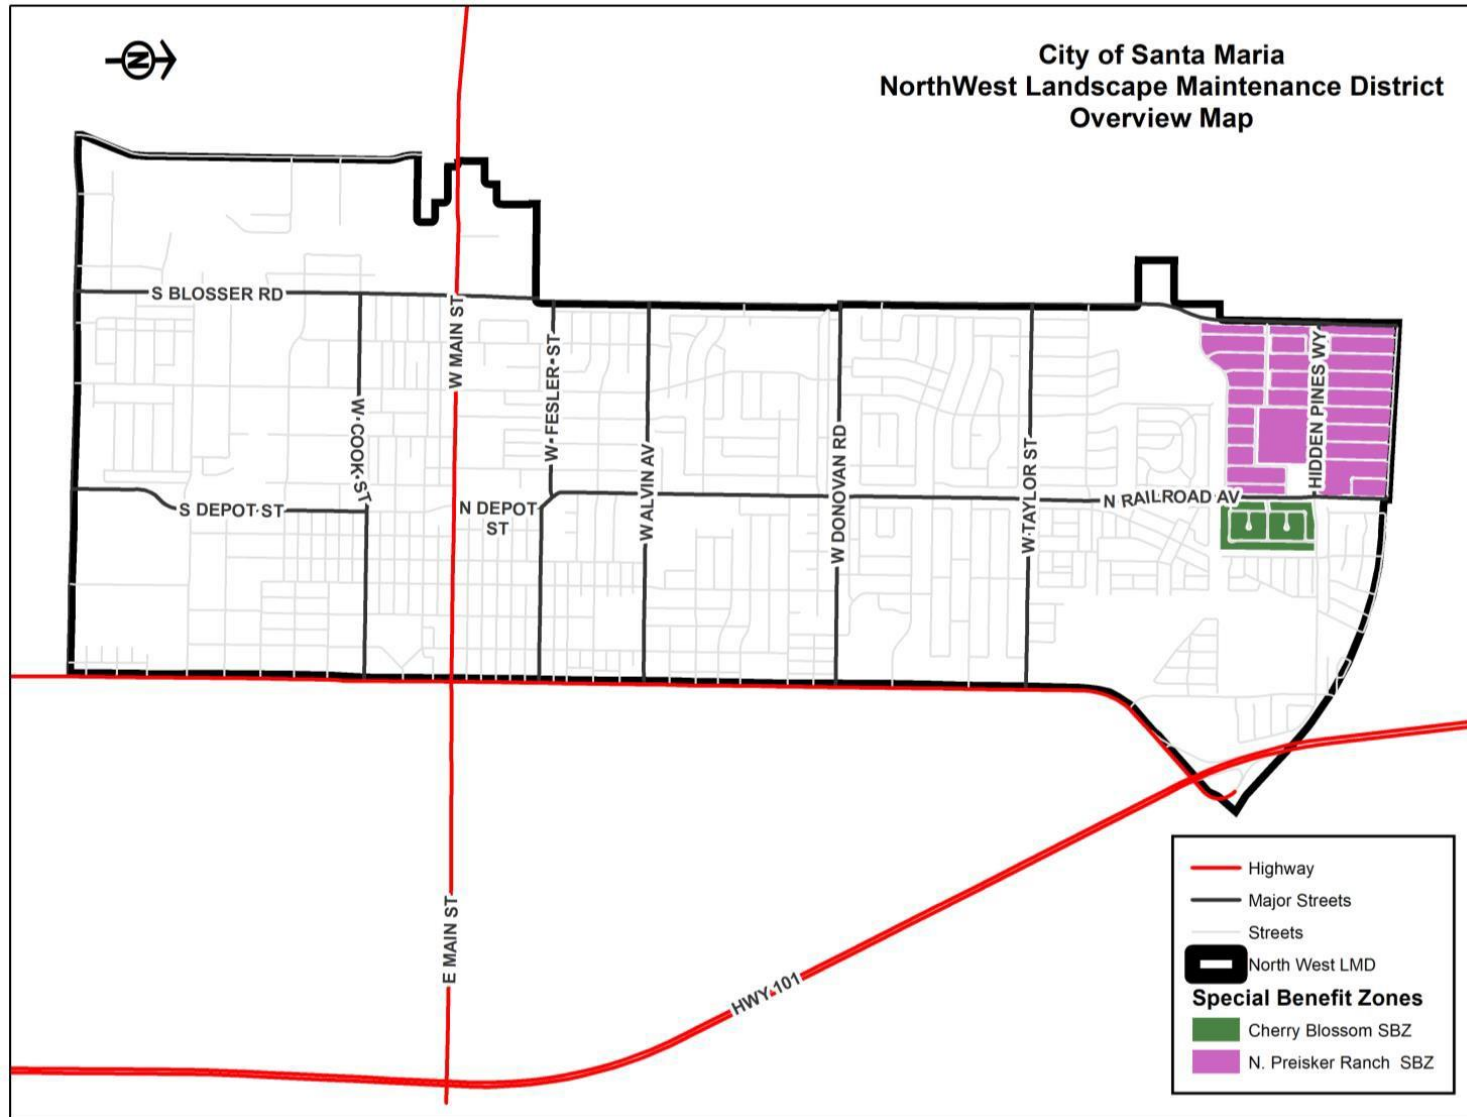 N
City of Santa Maria
NorthWest Landscape Maintenance District
Overview Map
S BLOSSER RD
W MAIN ST
W FESLER ST
W COOK ST
W ALVIN AV
W DONOVAN RD
W TAYLOR ST
HIDDEN PINES WY
N RAILROAD AV
S DEPOT ST
N DEPOT
ST
E MAIN ST
HWY 101
Highway
Major Streets
Streets
North West LMD
Special Benefit Zones
Cherry Blossom SBZ
N. Preisker Ranch SBZ